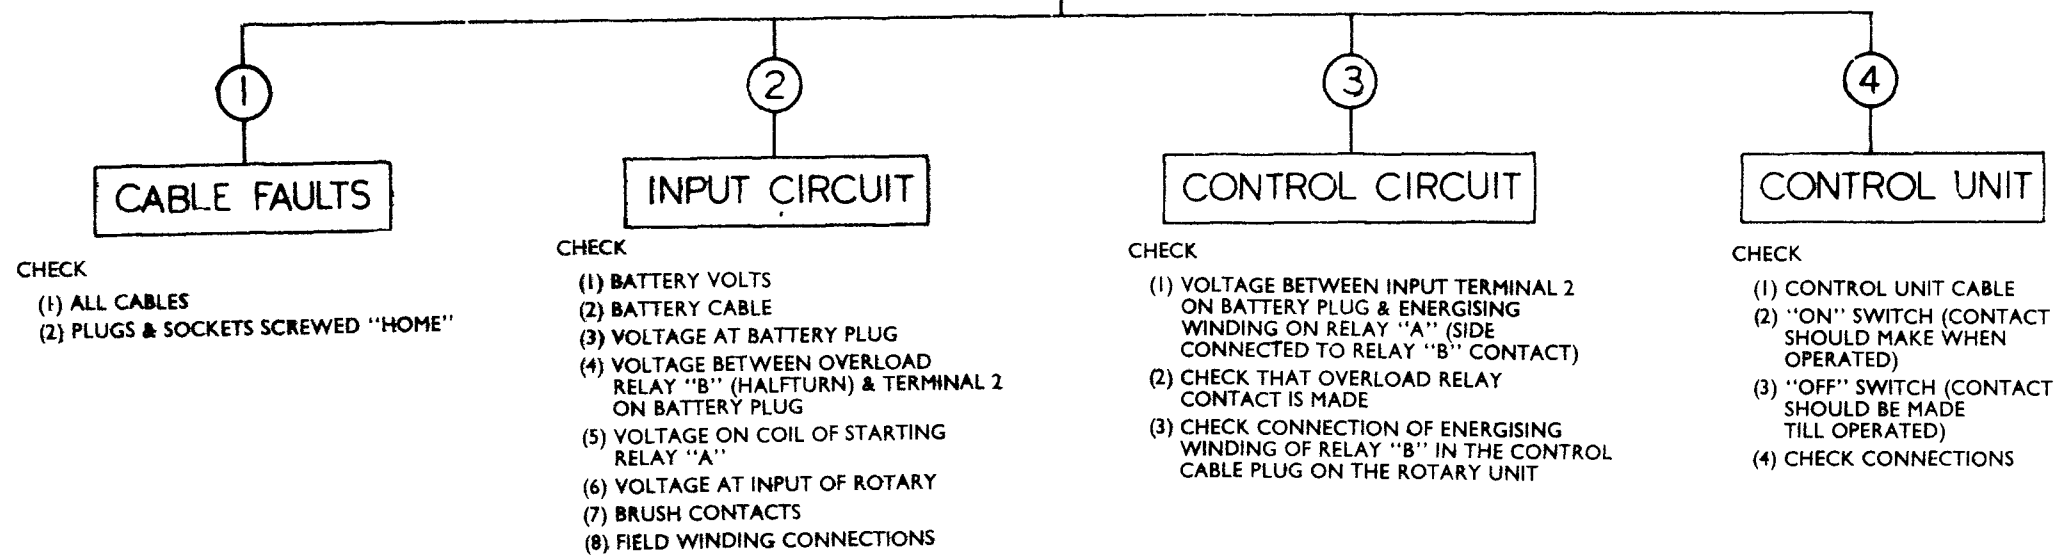 1
CABLE FAULTS
CHECK
(1) ALL CABLES
(2) PLUGS & SOCKETS SCREWED "HOME"
2
INPUT CIRCUIT
CHECK
(1) BATTERY VOLTS
(2) BATTERY CABLE
(3) VOLTAGE AT BATTERY PLUG
(4) VOLTAGE BETWEEN OVERLOAD
RELAY "B" (HALFTURN) & TERMINAL 2
ON BATTERY PLUG
(5) VOLTAGE ON COIL OF STARTING
RELAY "A"
(6) VOLTAGE AT INPUT OF ROTARY
(7) BRUSH CONTACTS
(8) FIELD WINDING CONNECTIONS
3
CONTROL CIRCUIT
CHECK
(1) VOLTAGE BETWEEN INPUT TERMINAL 2
ON BATTERY PLUG & ENERGISING
WINDING ON RELAY "A" (SIDE
CONNECTED TO RELAY "B" CONTACT)
(2) CHECK THAT OVERLOAD RELAY
CONTACT IS MADE
(3) CHECK CONNECTION OF ENERGISING
WINDING OF RELAY "B" IN THE CONTROL
CABLE PLUG ON THE ROTARY UNIT
4
CONTROL UNIT
CHECK
(1) CONTROL UNIT CABLE
(2) "ON" SWITCH (CONTACT
SHOULD MAKE WHEN
OPERATED)
(3) "OFF" SWITCH (CONTACT
SHOULD BE MADE
TILL OPERATED)
(4) CHECK CONNECTIONS